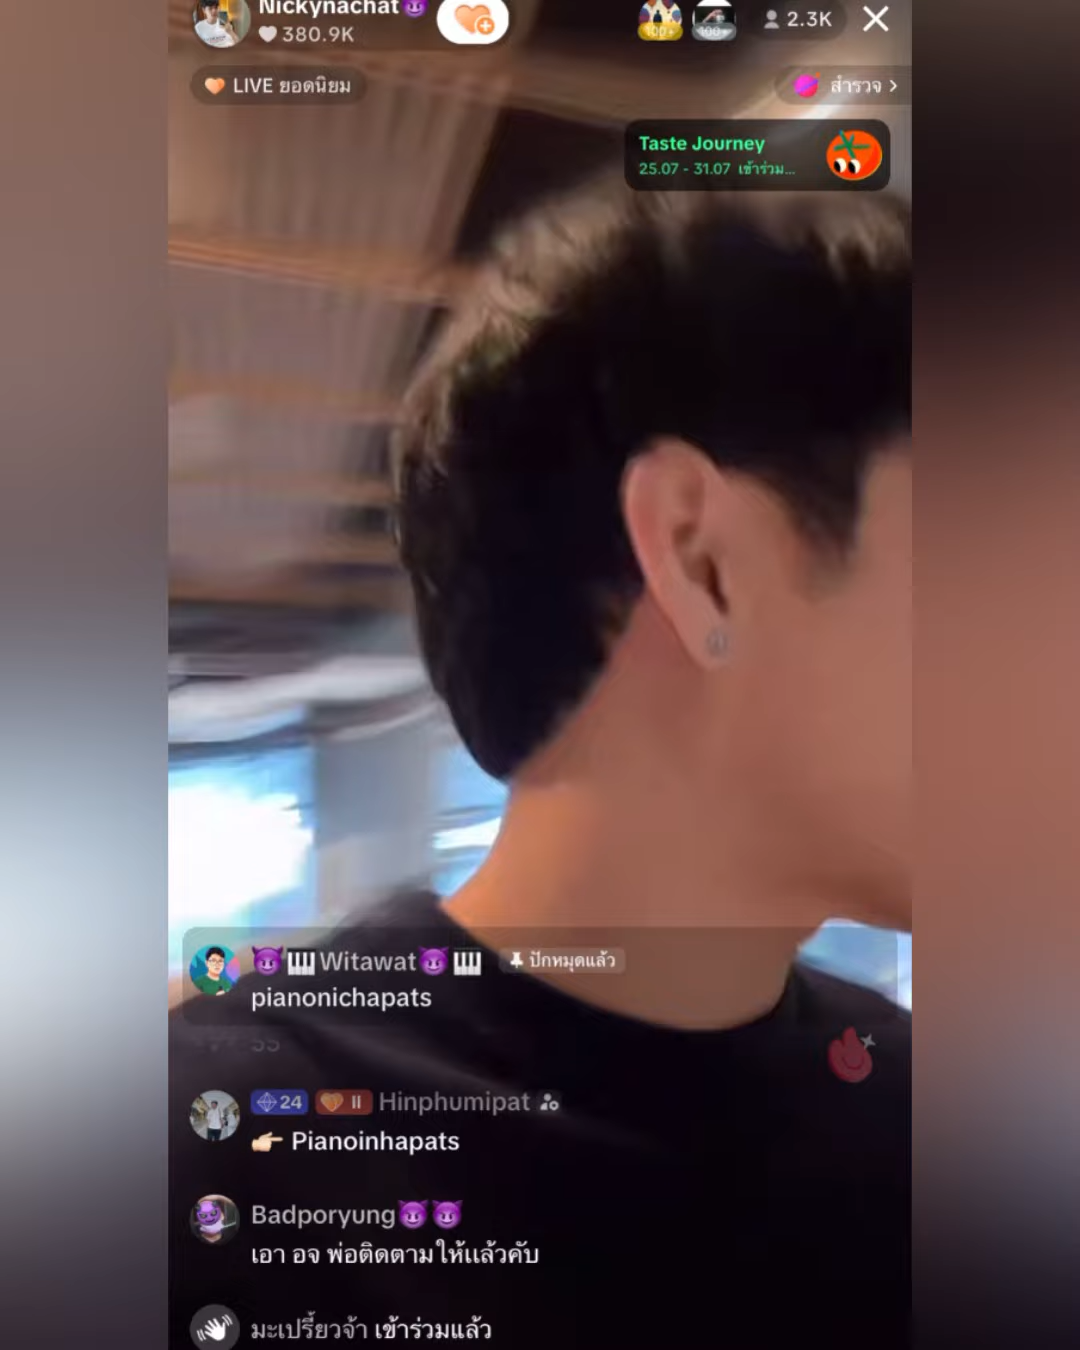 Nickynachat😈
380.9K
100+
100+
2.3K
LIVE ยอดนิยม
สำรวจ
Taste Journey
25.07 - 31.07 เข้าร่วม...
😈🎹Witawat😈🎹 ปักหมุดแล้ว
pianonichapats
55
24 II Hinphumipat
👉🏻 Pianoinhapats
Badporyung😈😈
เอา อจ พ่อติดตามให้แล้วคับ
มะเปรี้ยวจ้า เข้าร่วมแล้ว